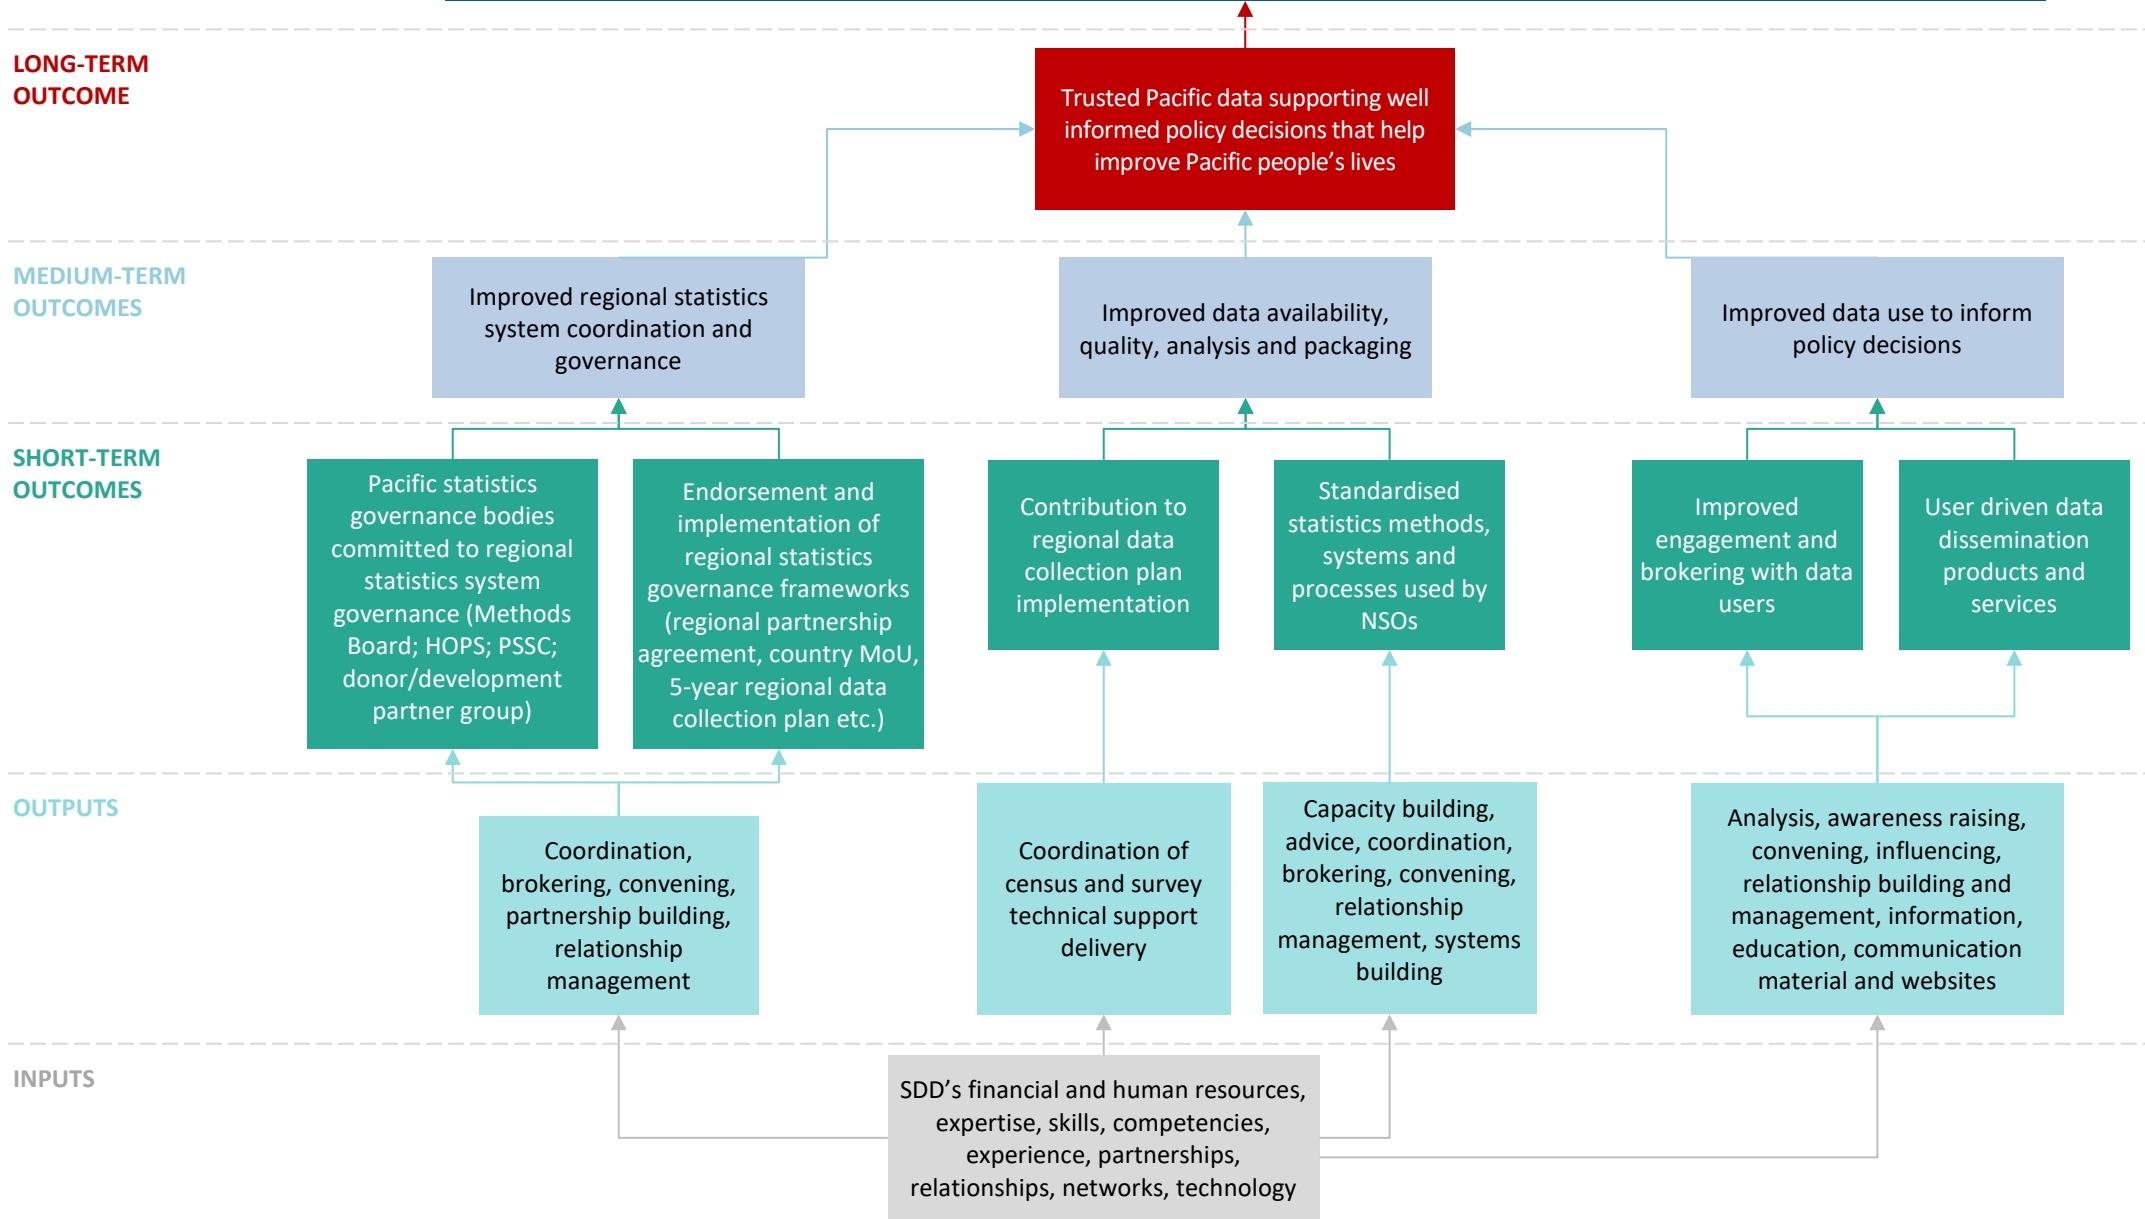 LONG-TERM
OUTCOME
Trusted Pacific data supporting well
informed policy decisions that help
improve Pacific people’s lives
MEDIUM-TERM
OUTCOMES
Improved regional statistics
system coordination and
governance
Improved data availability,
quality, analysis and packaging
Improved data use to inform
policy decisions
SHORT-TERM
OUTCOMES
Pacific statistics
governance bodies
committed to regional
statistics system
governance (Methods
Board; HOPS; PSSC;
donor/development
partner group)
Endorsement and
implementation of
regional statistics
governance frameworks
(regional partnership
agreement, country MoU,
5-year regional data
collection plan etc.)
Contribution to
regional data
collection plan
implementation
Standardised
statistics methods,
systems and
processes used by
NSOs
Improved
engagement and
brokering with data
users
User driven data
dissemination
products and
services
OUTPUTS
Coordination,
brokering, convening,
partnership building,
relationship
management
Coordination of
census and survey
technical support
delivery
Capacity building,
advice, coordination,
brokering, convening,
relationship
management, systems
building
Analysis, awareness raising,
convening, influencing,
relationship building and
management, information,
education, communication
material and websites
INPUTS
SDD’s financial and human resources,
expertise, skills, competencies,
experience, partnerships,
relationships, networks, technology